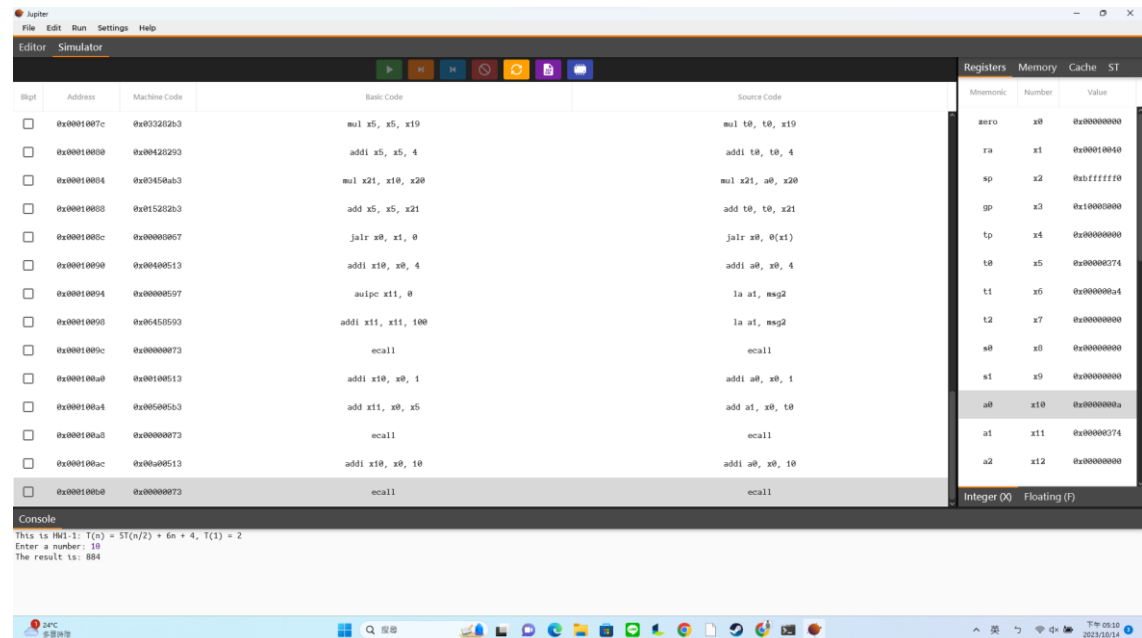 Jupiter
File Edit Run Settings Help
Editor Simulator
Registers Memory Cache ST
Bkpt Address Machine Code Basic Code Source Code
Mnemonic Number Value
0x0001007c 0x033282b3 mul x5, x5, x19 mul t0, t0, x19
zero x0 0x00000000
0x00010080 0x00428293 addi x5, x5, 4 addi t0, t0, 4
ra x1 0x00010040
0x00010084 0x03450ab3 mul x21, x10, x20 mul x21, a0, x20
sp x2 0xbffffff0
0x00010088 0x015282b3 add x5, x5, x21 add t0, t0, x21
gp x3 0x10008000
0x0001008c 0x00008067 jalr x0, x1, 0 jalr x0, 0(x1)
tp x4 0x00000000
0x00010090 0x00400513 addi x10, x0, 4 addi a0, x0, 4
t0 x5 0x00000374
0x00010094 0x00000597 auipc x11, 0 la a1, msg2
t1 x6 0x000000a4
0x00010098 0x06458593 addi x11, x11, 100 la a1, msg2
t2 x7 0x00000000
0x0001009c 0x00000073 ecall ecall
s0 x8 0x00000000
0x000100a0 0x00100513 addi x10, x0, 1 addi a0, x0, 1
s1 x9 0x00000000
0x000100a4 0x005005b3 add x11, x0, x5 add a1, x0, t0
a0 x10 0x0000000a
0x000100a8 0x00000073 ecall ecall
a1 x11 0x00000374
0x000100ac 0x00a00513 addi x10, x0, 10 addi a0, x0, 10
a2 x12 0x00000000
0x000100b0 0x00000073 ecall ecall
Integer (X) Floating (F)
Console
This is HW1-1: T(n) = 5T(n/2) + 6n + 4, T(1) = 2
Enter a number: 10
The result is: 884
1 24°C
搜尋
英
下午 05:10
2023/10/14